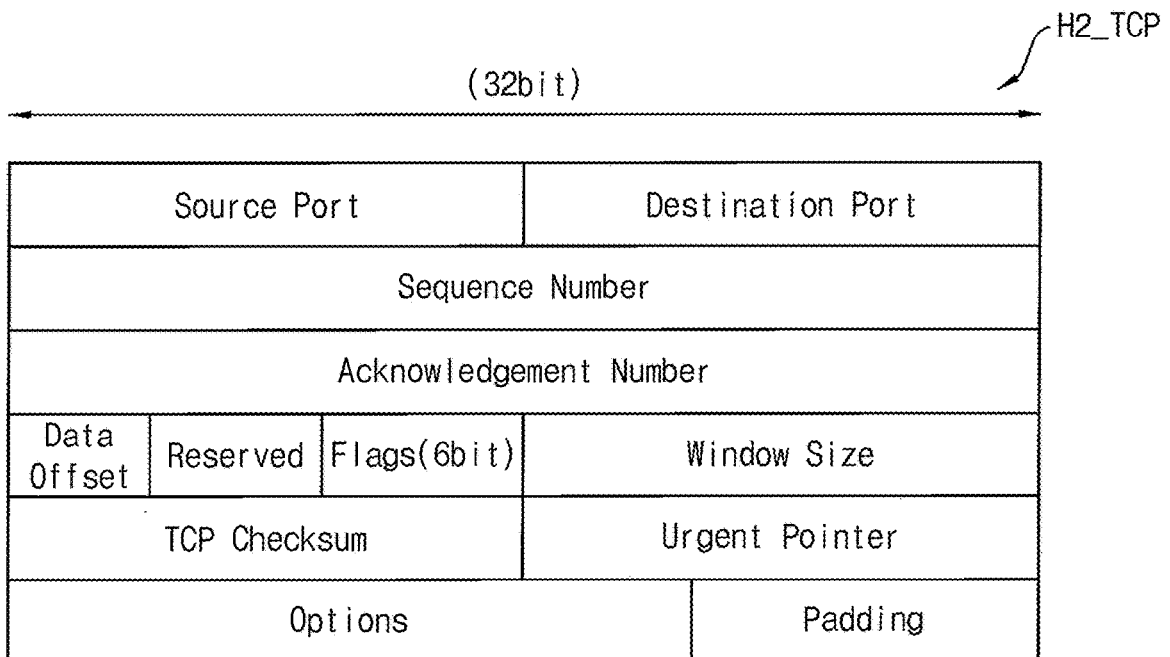 H2_TCP
(32bit)
Source Port
Destination Port
Sequence Number
Acknowledgement Number
Data
Offset
Reserved
Flags(6bit)
Window Size
TCP Checksum
Urgent Pointer
Options
Padding